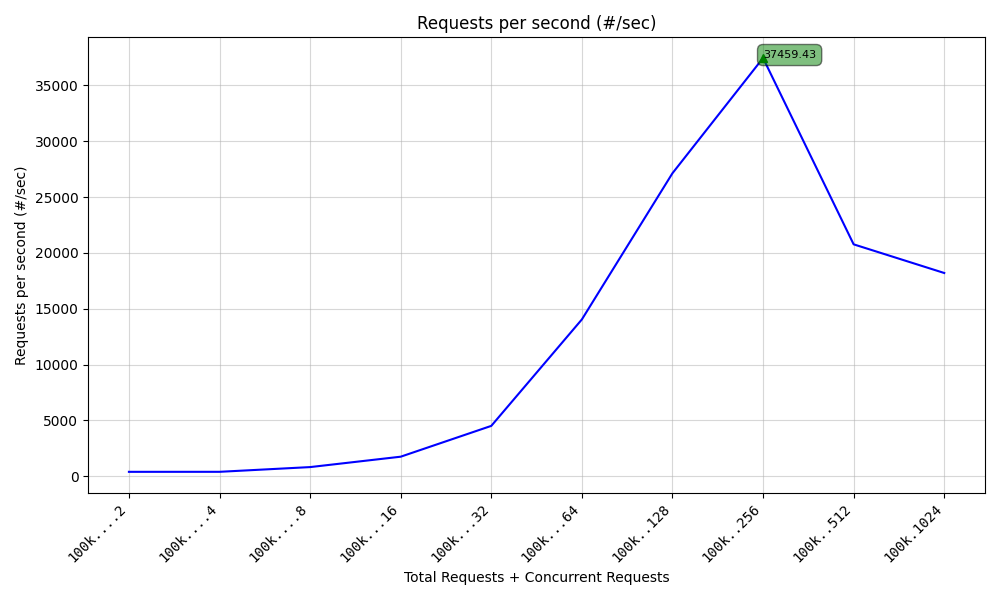 Requests per second (#/sec)
37459.43
35000
30000
25000
20000
15000
10000
5000
0
Requests per second (#/sec)
100k....2
100k....4
100k....8
100k...16
100k...32
100k...64
100k..128
100k..256
100k..512
100k.1024
Total Requests + Concurrent Requests